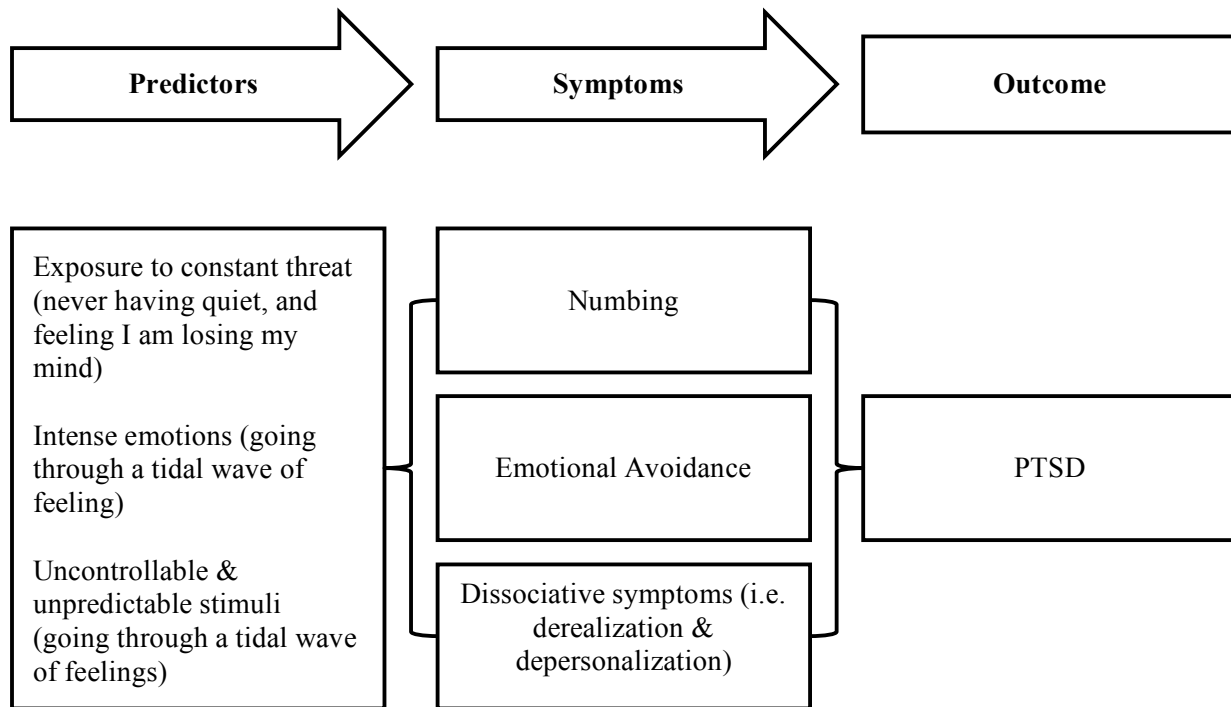 Predictors
Symptoms
Outcome
Exposure to constant threat
(never having quiet, and
feeling I am losing my
mind)
Intense emotions (going
through a tidal wave of
feeling)
Uncontrollable &
unpredictable stimuli
(going through a tidal wave
of feelings)
Numbing
Emotional Avoidance
Dissociative symptoms (i.e.
derealization &
depersonalization)
PTSD